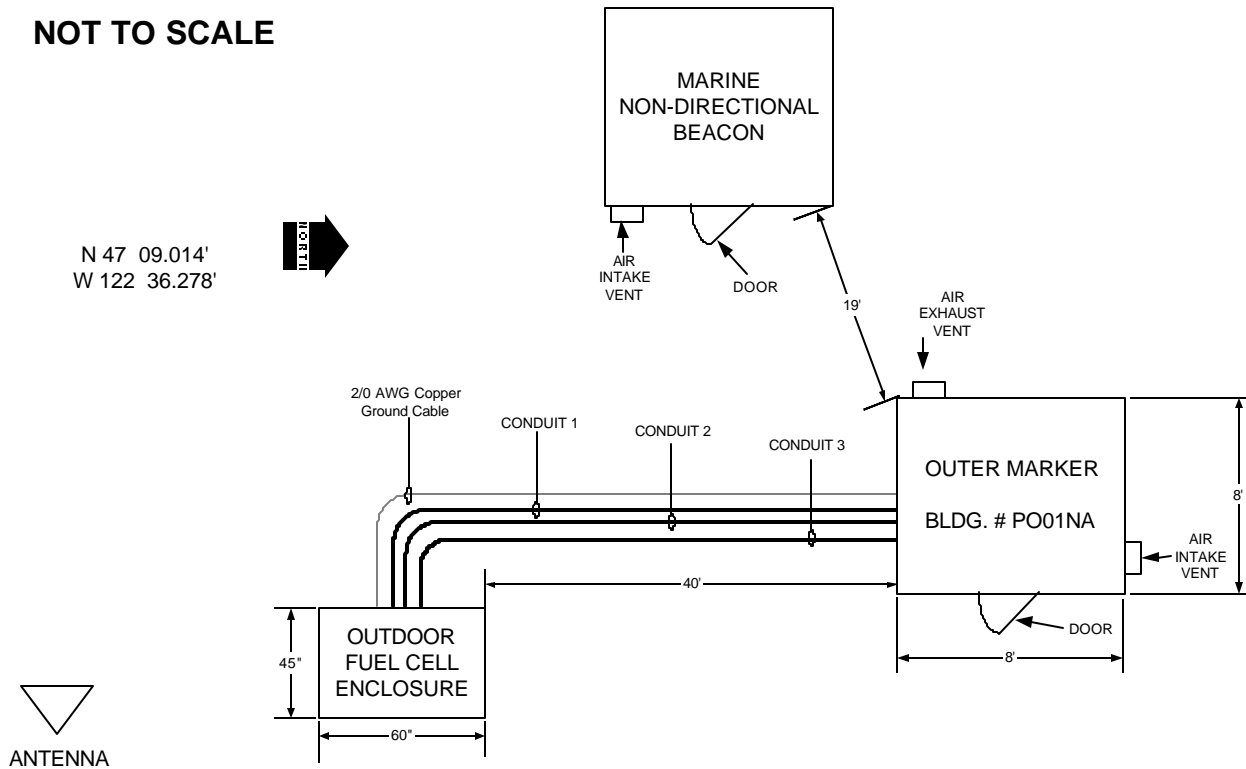 NOT TO SCALE
MARINE
NON-DIRECTIONAL
BEACON
N 47 09.014'
W 122 36.278'
NORTH
AIR
INTAKE
VENT
DOOR
19'
AIR
EXHAUST
VENT
2/0 AWG Copper
Ground Cable
CONDUIT 1
CONDUIT 2
CONDUIT 3
OUTER MARKER
BLDG. # PO01NA
8'
AIR
INTAKE
VENT
40'
DOOR
8'
OUTDOOR
FUEL CELL
ENCLOSURE
45"
60"
ANTENNA